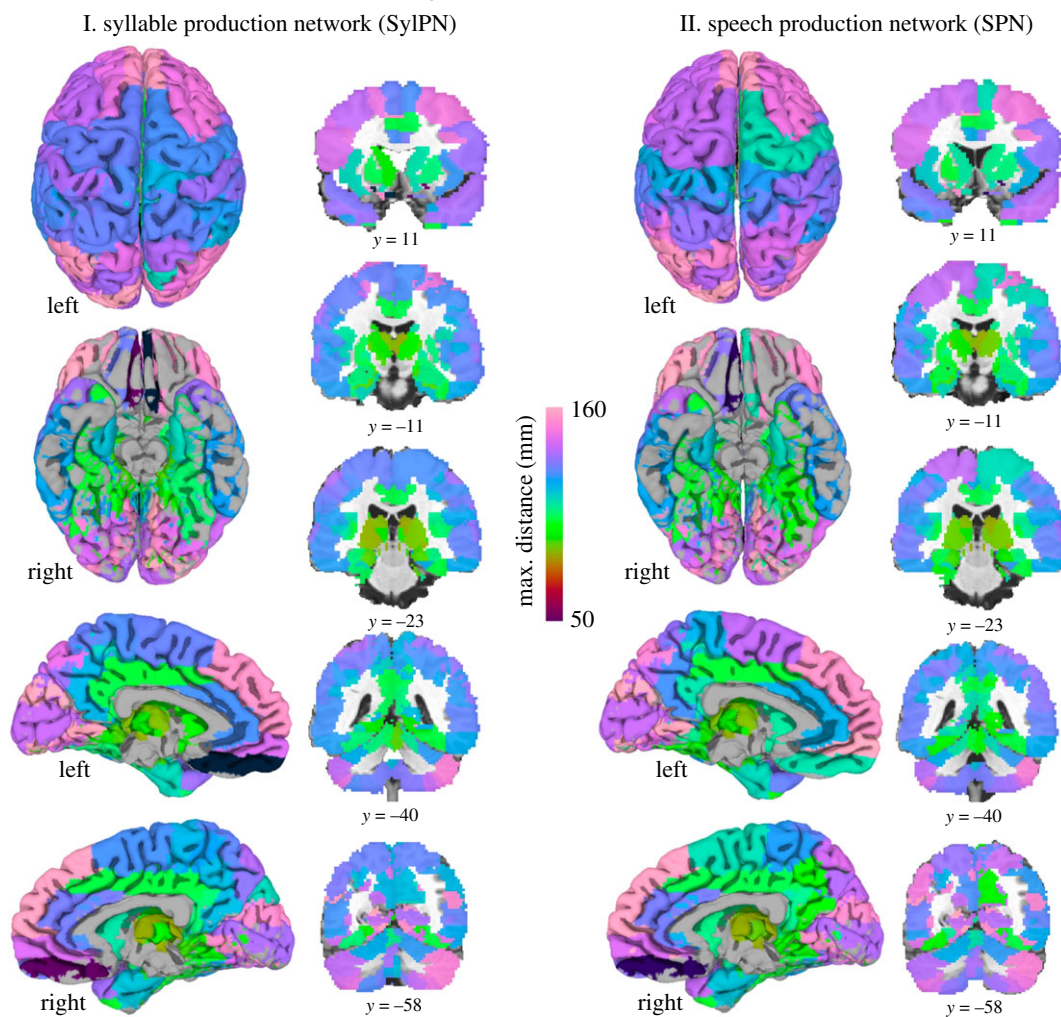 I. syllable production network (SylPN)
II. speech production network (SPN)
left
y = 11
left
y = 11
right
y = –11
right
y = –11
max. distance (mm)
160
50
y = –23
y = –23
left
y = –40
left
y = –40
right
y = –58
right
y = –58